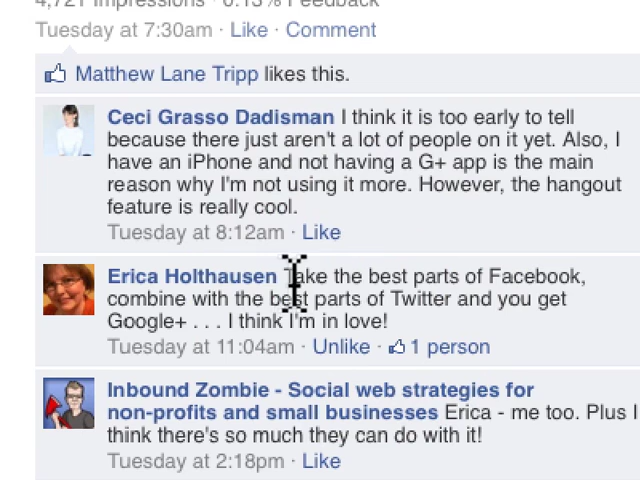 4,721 Impressions · 0.13% Feedback
Tuesday at 7:30am · Like · Comment
Matthew Lane Tripp likes this.
Ceci Grasso Dadisman I think it is too early to tell
because there just aren't a lot of people on it yet. Also, I
have an iPhone and not having a G+ app is the main
reason why I'm not using it more. However, the hangout
feature is really cool.
Tuesday at 8:12am · Like
Erica Holthausen Take the best parts of Facebook,
combine with the best parts of Twitter and you get
Google+ . . . I think I'm in love!
Tuesday at 11:04am · Unlike · 1 person
Inbound Zombie - Social web strategies for
non-profits and small businesses Erica - me too. Plus I
think there's so much they can do with it!
Tuesday at 2:18pm · Like